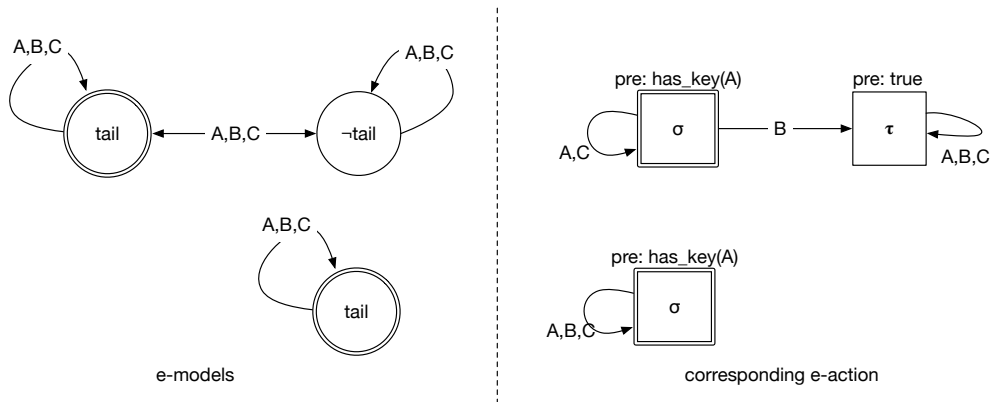 A,B,C
A,B,C
tail
A,B,C
¬tail
A,B,C
tail
e-models
pre: has_key(A)
pre: true
σ
B
τ
A,C
A,B,C
pre: has_key(A)
σ
A,B,C
corresponding e-action